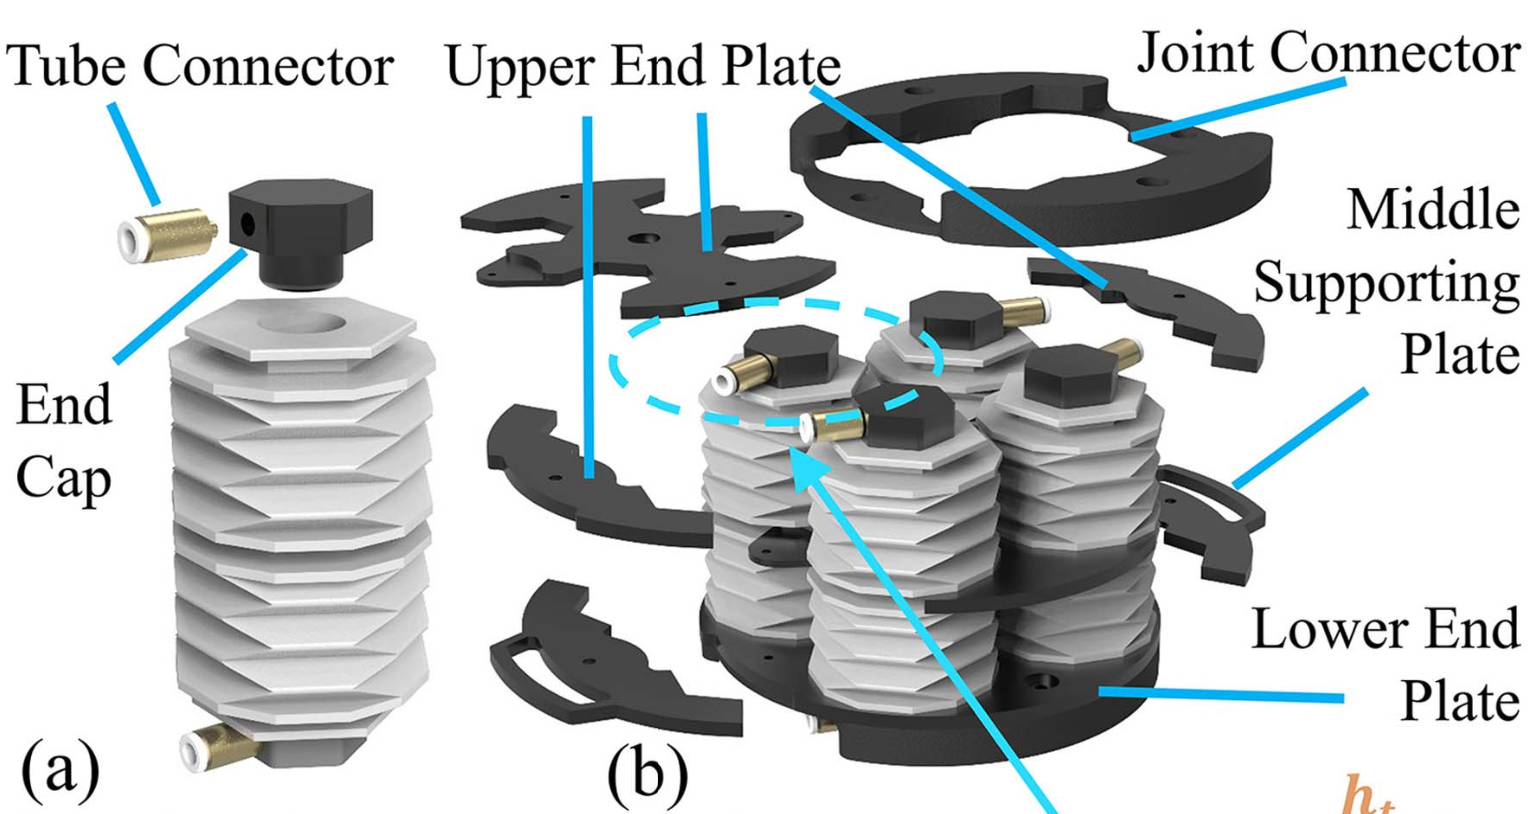 Tube Connector
Upper End Plate
Joint Connector
Middle
Supporting
Plate
End
Cap
Lower End
Plate
(a)
(b)
h_t